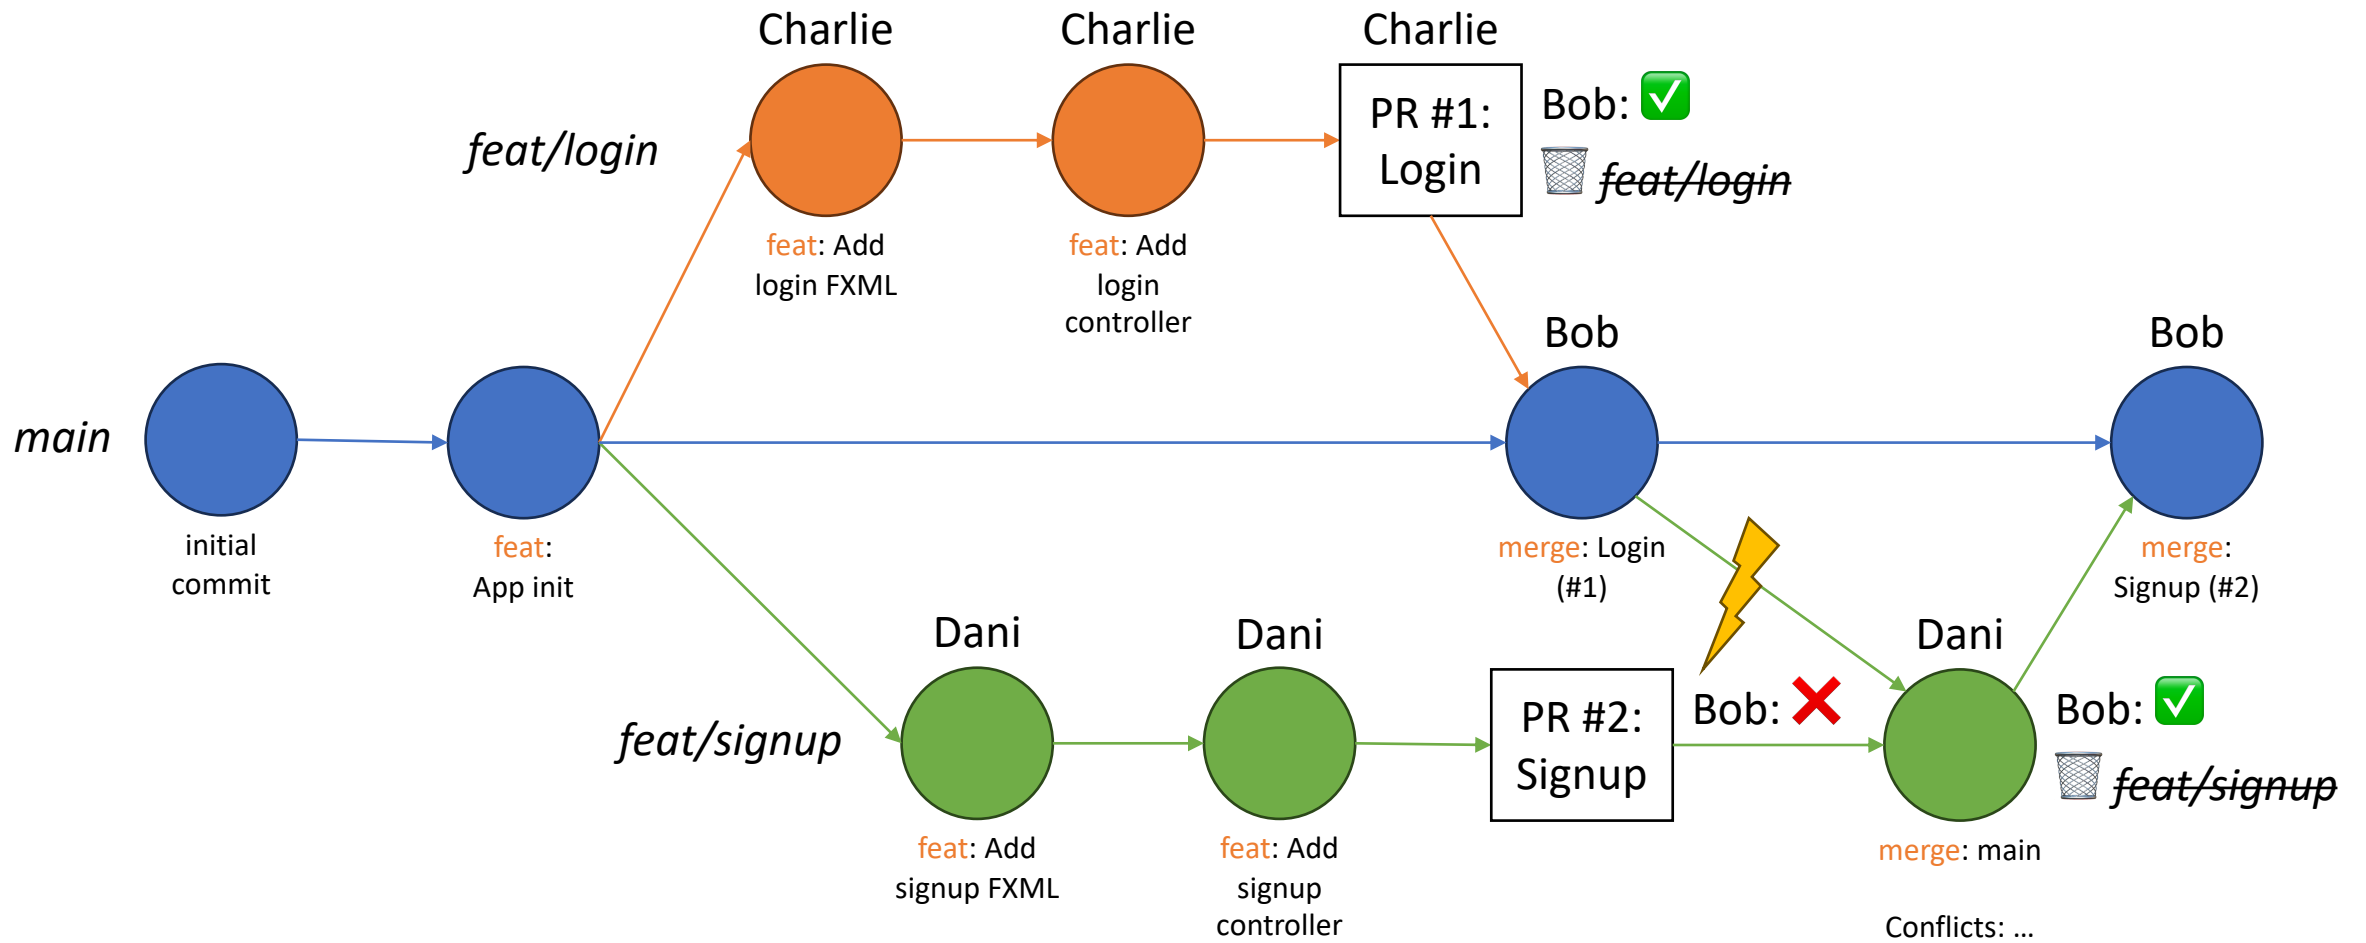 Charlie
Charlie
Charlie
feat/login
PR #1:
Login
Bob: ✅
feat/login
feat: Add
login FXML
feat: Add
login
controller
Bob
Bob
main
initial
commit
feat:
App init
merge: Login
(#1)
merge:
Signup (#2)
Dani
Dani
Dani
feat/signup
PR #2:
Signup
Bob: ❌
Bob: ✅
feat/signup
feat: Add
signup FXML
feat: Add
signup
controller
merge: main
Conflicts: ...